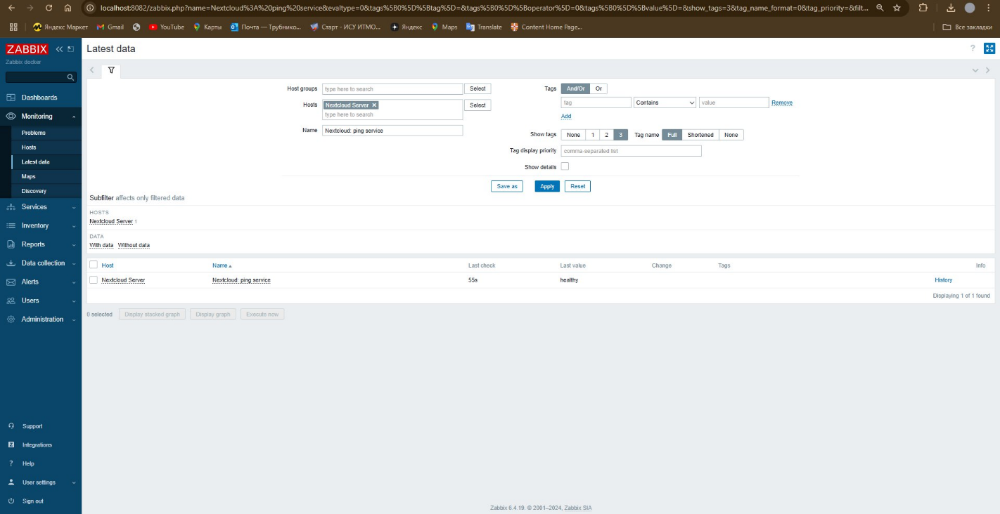 localhost:8082/zabbix.php?name=Nextcloud%3A%20ping%20service&evaltype=0&tags%5B0%5D%5Btag%5D=&tags%5B0%5D%5Boperator%5D=0&tags%5B0%5D%5Bvalue%5D=&show_tags=3&tag_name_format=0&tag_priority=&filt...
Яндекс Маркет Gmail YouTube Карты Почта — Трубнико... Старт - ИСУ ИТМО... Яндекс Maps Translate Content Home Page... Все закладки
ZABBIX
Zabbix docker
Dashboards
Monitoring
Problems
Hosts
Latest data
Maps
Discovery
Services
Inventory
Reports
Data collection
Alerts
Users
Administration
Support
Integrations
Help
User settings
Sign out
Latest data
Host groups type here to search Select
Hosts Nextcloud Server Select
type here to search
Name Nextcloud: ping service
Tags And/Or Or
tag Contains value Remove
Add
Show tags None 1 2 3 Tag name Full Shortened None
Tag display priority comma-separated list
Show details
Save as Apply Reset
Subfilter affects only filtered data
HOSTS
Nextcloud Server 1
DATA
With data Without data
Host Name Last check Last value Change Tags Info
Nextcloud Server Nextcloud: ping service 55s healthy History
Displaying 1 of 1 found
0 selected Display stacked graph Display graph Execute now
Zabbix 6.4.19. © 2001–2024, Zabbix SIA